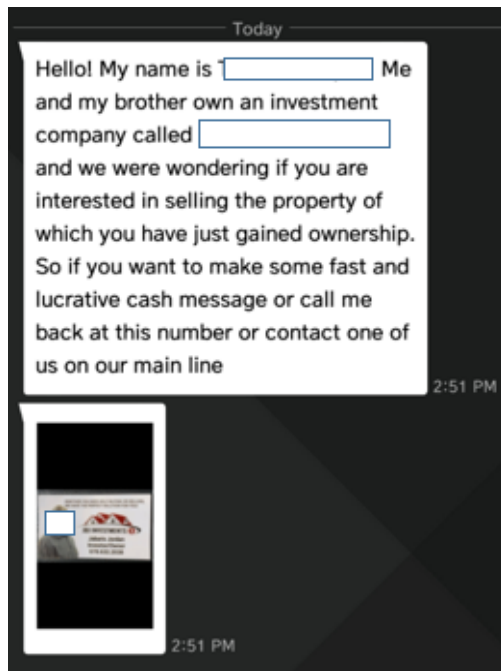 Today
Hello! My name is Me
and my brother own an investment
company called
and we were wondering if you are
interested in selling the property of
which you have just gained ownership.
So if you want to make some fast and
lucrative cash message or call me
back at this number or contact one of
us on our main line
2:51 PM
INVESTMENTS
2:51 PM